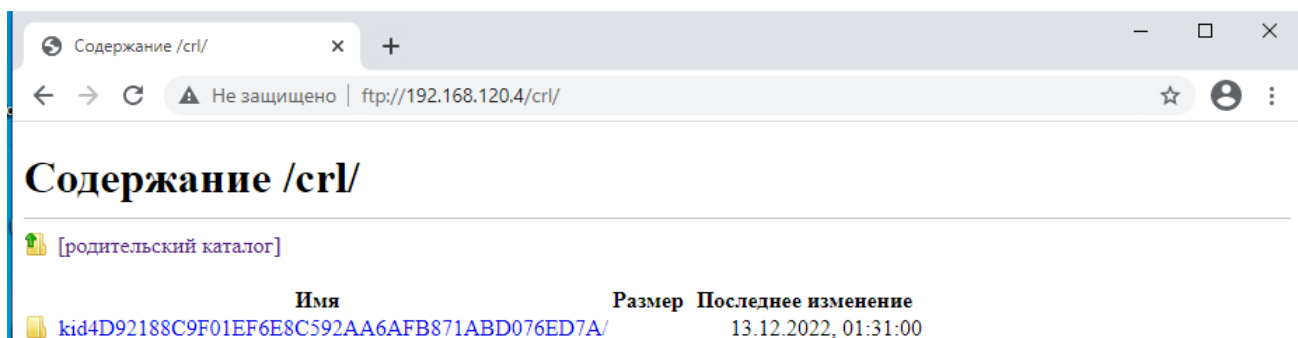 Содержание /crl/
Не защищено | ftp://192.168.120.4/crl/
Содержание /crl/
[родительский каталог]
Имя Размер Последнее изменение
kid4D92188C9F01EF6E8C592AA6AFB871ABD076ED7A/ 13.12.2022, 01:31:00